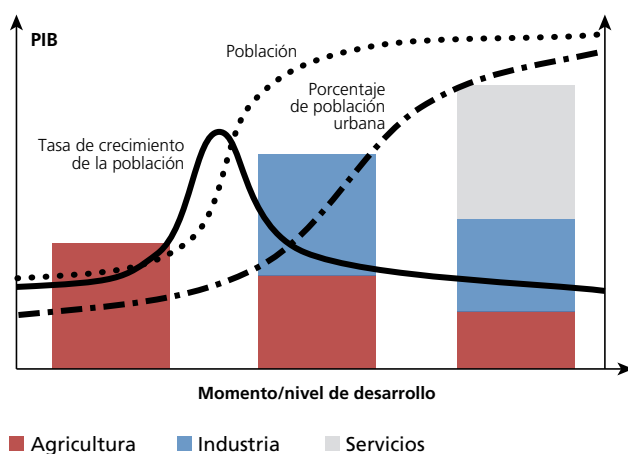 PIB
Población
Porcentaje
de población
urbana
Tasa de crecimiento
de la población
Momento/nivel de desarrollo
Agricultura
Industria
Servicios